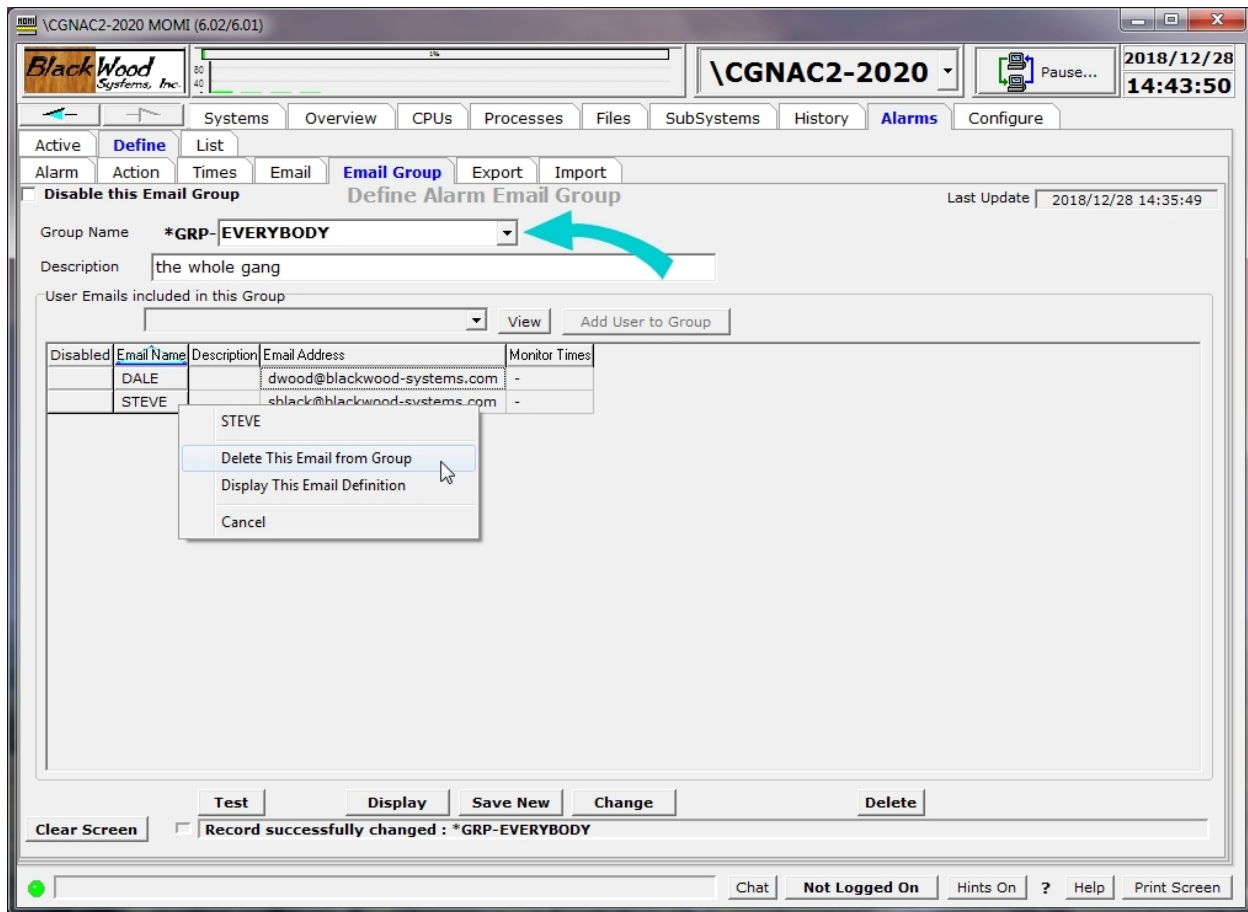 MOMI \CGNAC2-2020 MOMI (6.02/6.01)
BlackWood
Systems, Inc.
1%
80
40
\CGNAC2-2020
Pause...
2018/12/28
14:43:50
Systems Overview CPUs Processes Files SubSystems History Alarms Configure
Active Define List
Alarm Action Times Email Email Group Export Import
Disable this Email Group Define Alarm Email Group Last Update 2018/12/28 14:35:49
Group Name *GRP-EVERYBODY
Description the whole gang
User Emails included in this Group
View Add User to Group
Disabled Email Name Description Email Address Monitor Times
DALE dwood@blackwood-systems.com -
STEVE sblack@blackwood-systems.com -
STEVE
Delete This Email from Group
Display This Email Definition
Cancel
Test Display Save New Change Delete
Clear Screen Record successfully changed : *GRP-EVERYBODY
Chat Not Logged On Hints On ? Help Print Screen